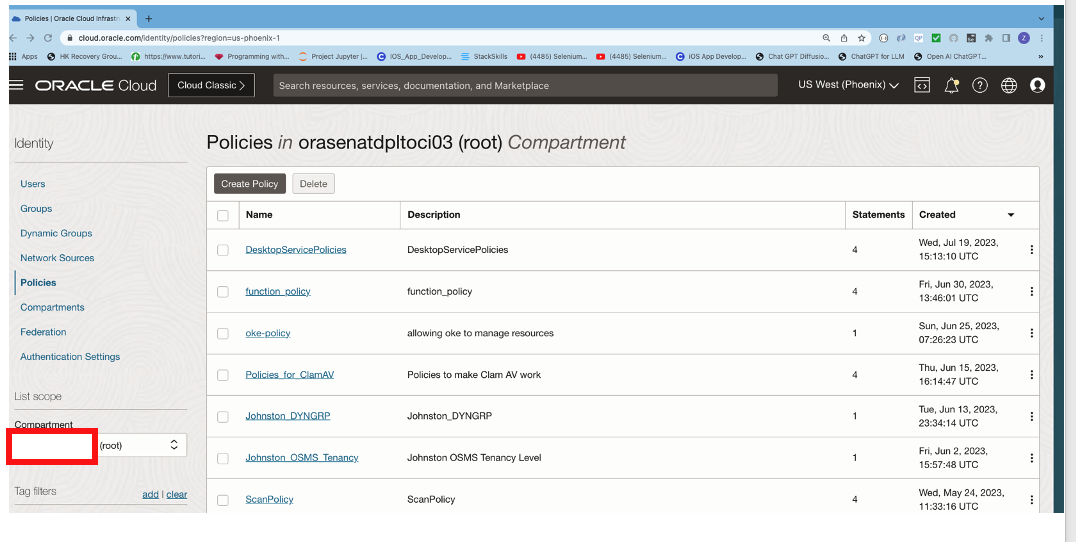 Policies | Oracle Cloud Infrastr
cloud.oracle.com/identity/policies?region=us-phoenix-1
Apps HK Recovery Grou... https://www.tutori... Programming with... Project Jupyter |... IOS_App_Develop... StackSkills (4485) Selenium... (4485) Selenium... IOS App Develop... Chat GPT Diffusio... ChatGPT for LLM Open AI ChatGPT... »
ORACLE Cloud Cloud Classic > Search resources, services, documentation, and Marketplace US West (Phoenix)
Identity
Users
Groups
Dynamic Groups
Network Sources
Policies
Compartments
Federation
Authentication Settings
List scope
Compartment
(root)
Tag filters add | clear
Policies in orasenatdpltoci03 (root) Compartment
Create Policy Delete
Name Description Statements Created
DesktopServicePolicies DesktopServicePolicies 4 Wed, Jul 19, 2023,
15:13:10 UTC
function_policy function_policy 4 Fri, Jun 30, 2023,
13:46:01 UTC
oke-policy allowing oke to manage resources 1 Sun, Jun 25, 2023,
07:26:23 UTC
Policies_for_ClamAV Policies to make Clam AV work 4 Thu, Jun 15, 2023,
16:14:47 UTC
Johnston_DYNGRP Johnston_DYNGRP 1 Tue, Jun 13, 2023,
23:34:14 UTC
Johnston_OSMS_Tenancy Johnston OSMS Tenancy Level 1 Fri, Jun 2, 2023,
15:57:48 UTC
ScanPolicy ScanPolicy 4 Wed, May 24, 2023,
11:33:16 UTC